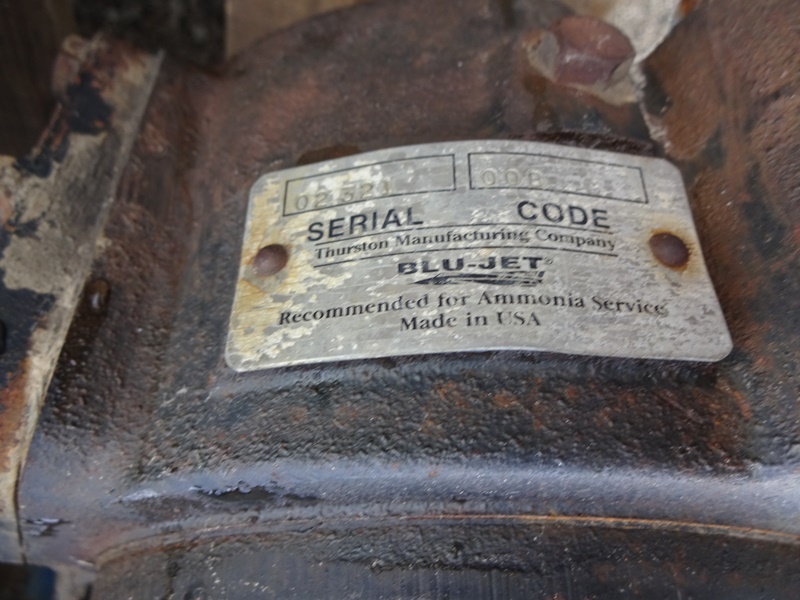 SERIAL CODE
Thurston Manufacturing Company
BLU-JET®
Recommended for Ammonia Service
Made in USA